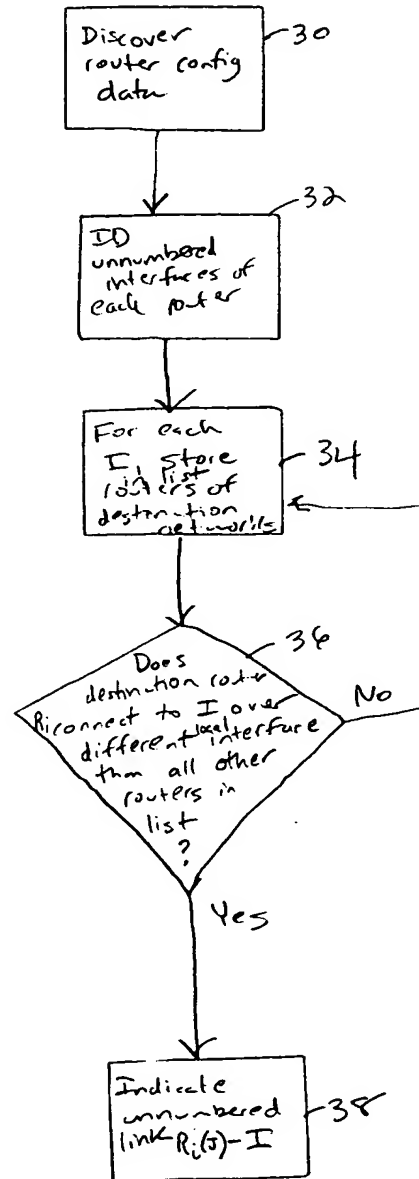 Discover
router config
data
30
32
ID
unnumbered
interfaces of
each router
For each
I, store
in list
routers of
destination
networks
34
36
Does
destination router
Ri connect to I over
different local interface
than all other
routers in
list
?
No
Yes
Indicate
unnumbered
link Ri(J)-I
38